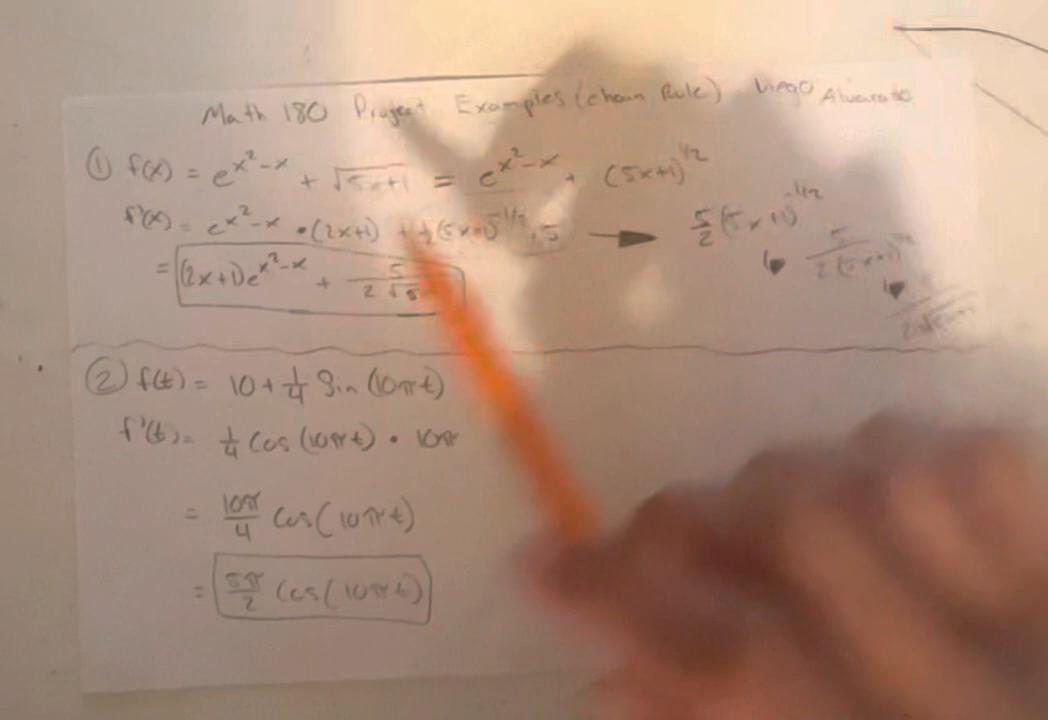 Math 180 Project Examples (chain Rule) Diego Alvarado
① f(x) = e^{x²-x} + √(5x+1) = e^{x²-x} + (5x+1)^{1/2}
f'(x) = e^{x²-x} • (2x+1) + ½(5x+1)^{-1/2} · 5 → 5/2 (5x+1)^{-1/2}
↳ 5 / 2(5x+1)^{1/2}
= (2x+1)e^{x²-x} + 5 / 2√5
② f(t) = 10 + ¼ Sin (10πt)
f'(t) = ¼ Cos (10πt) • 10π
= 10π/4 Cos (10πt)
= 5π/2 Cos (10πt)